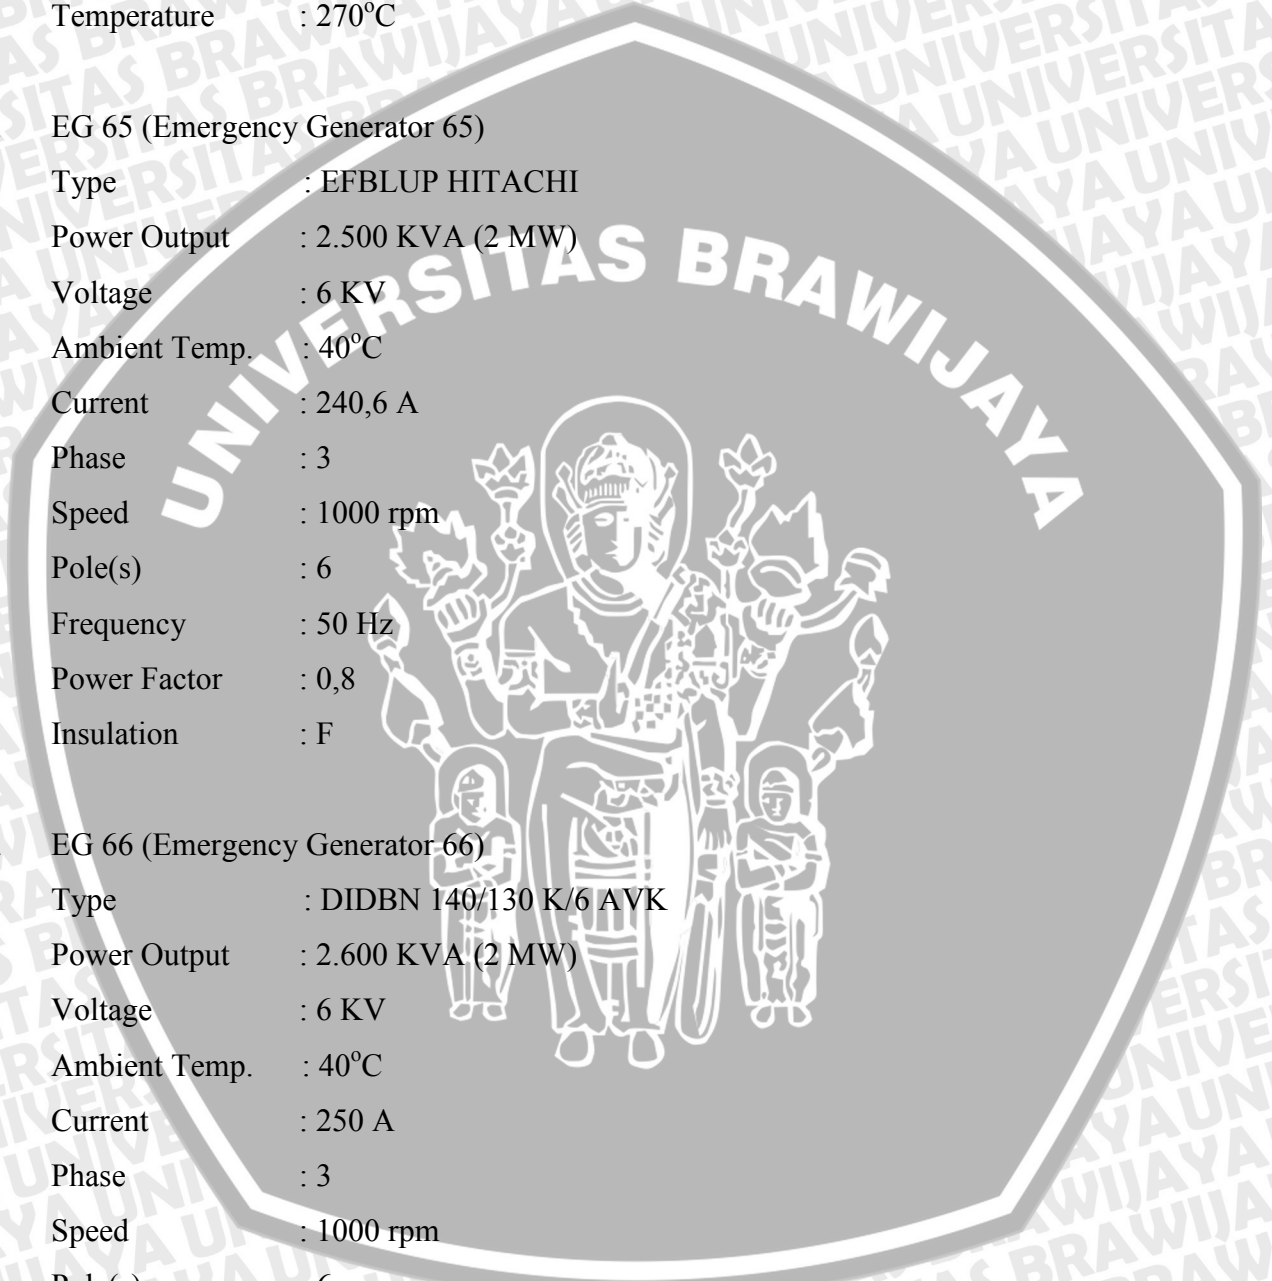 Temperature : 270°C
EG 65 (Emergency Generator 65)
Type : EFBLUP HITACHI
Power Output : 2.500 KVA (2 MW)
Voltage : 6 KV
Ambient Temp. : 40°C
Current : 240,6 A
Phase : 3
Speed : 1000 rpm
Pole(s) : 6
Frequency : 50 Hz
Power Factor : 0,8
Insulation : F
EG 66 (Emergency Generator 66)
Type : DIDBN 140/130 K/6 AVK
Power Output : 2.600 KVA (2 MW)
Voltage : 6 KV
Ambient Temp. : 40°C
Current : 250 A
Phase : 3
Speed : 1000 rpm
Pole(s) : 6
UNIVERSITAS BRAWIJAYA